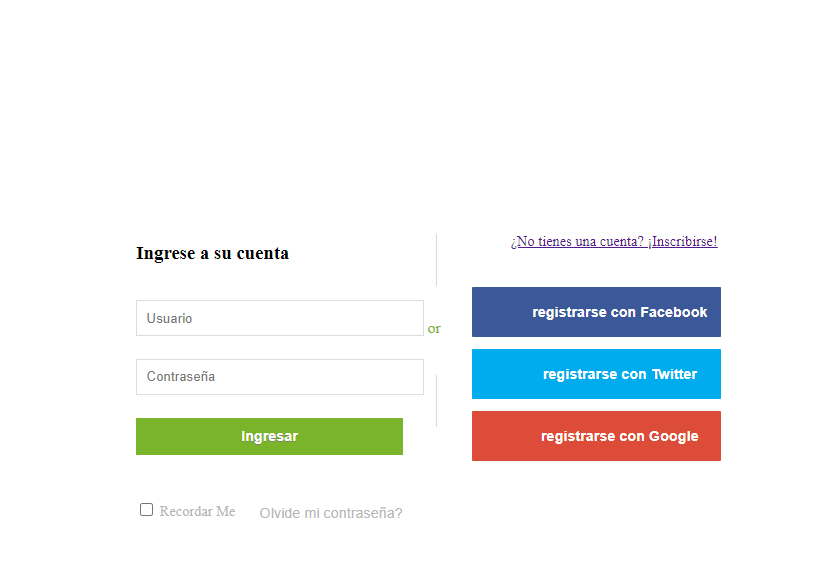 Ingrese a su cuenta
Usuario
Contraseña
Ingresar
Recordar Me
Olvide mi contraseña?
or
¿No tienes una cuenta? ¡Inscribirse!
registrarse con Facebook
registrarse con Twitter
registrarse con Google